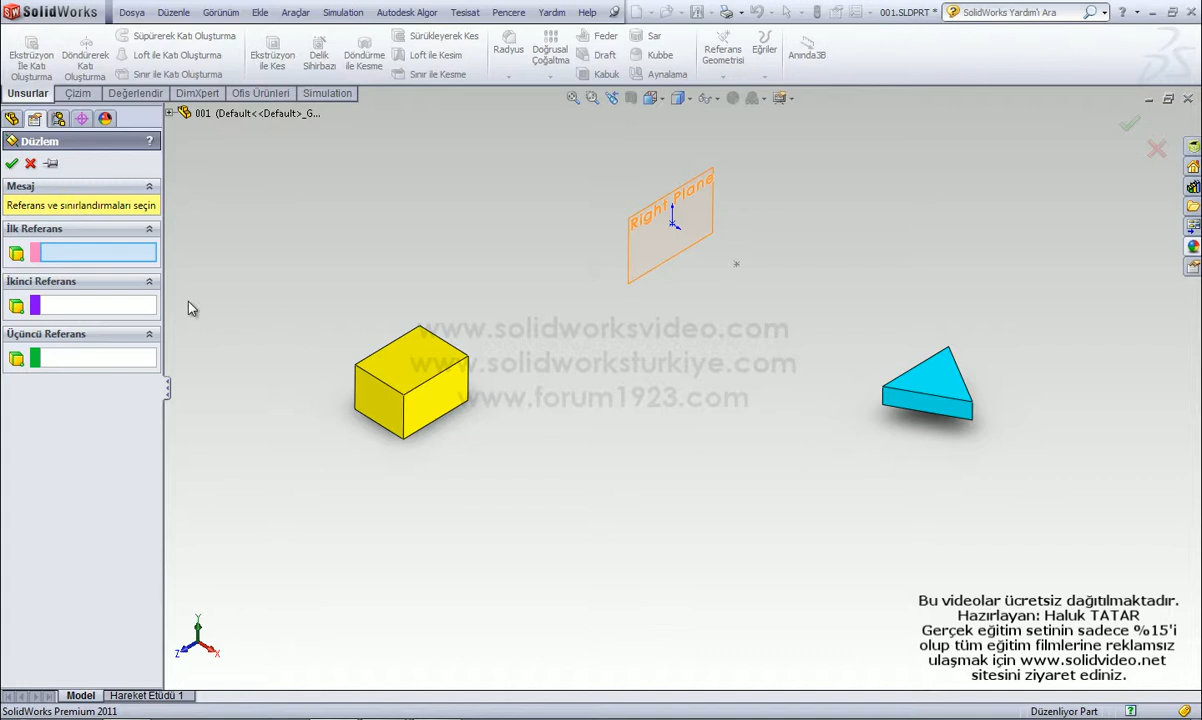 SolidWorks Dosya Düzenle Görünüm Ekle Araçlar Simulation Autodesk Algor Tesisat Pencere Yardım Help 001.SLDPRT * SolidWorks Yardım'ı Ara
Ekstrüzyon İle Katı Oluşturma
Döndürerek Katı Oluşturma
Süpürerek Katı Oluşturma
Loft ile Katı Oluşturma
Sınır ile Katı Oluşturma
Ekstrüzyon ile Kes
Delik Sihirbazı
Döndürme ile Kesme
Sürükleyerek Kes
Loft ile Kesim
Sınır ile Kesme
Radyus
Doğrusal Çoğaltma
Feder
Draft
Kabuk
Sar
Kubbe
Aynalama
Referans Geometrisi
Eğriler
Anında3B
Unsurlar Çizim Değerlendir DimXpert Ofis Ürünleri Simulation
001 (Default<<Default>_G...
Düzlem ?
Mesaj
Referans ve sınırlandırmaları seçin
İlk Referans
İkinci Referans
Üçüncü Referans
Right Plane
www.solidworksvideo.com
www.solidworksturkiye.com
www.forum1923.com
Y
Z
X
Bu videolar ücretsiz dağıtılmaktadır.
Hazırlayan: Haluk TATAR
Gerçek eğitim setinin sadece %15'i
olup tüm eğitim filmlerine reklamsız
ulaşmak için www.solidvideo.net
sitesini ziyaret ediniz.
Model Hareket Etüdü 1
SolidWorks Premium 2011 Düzenliyor Part